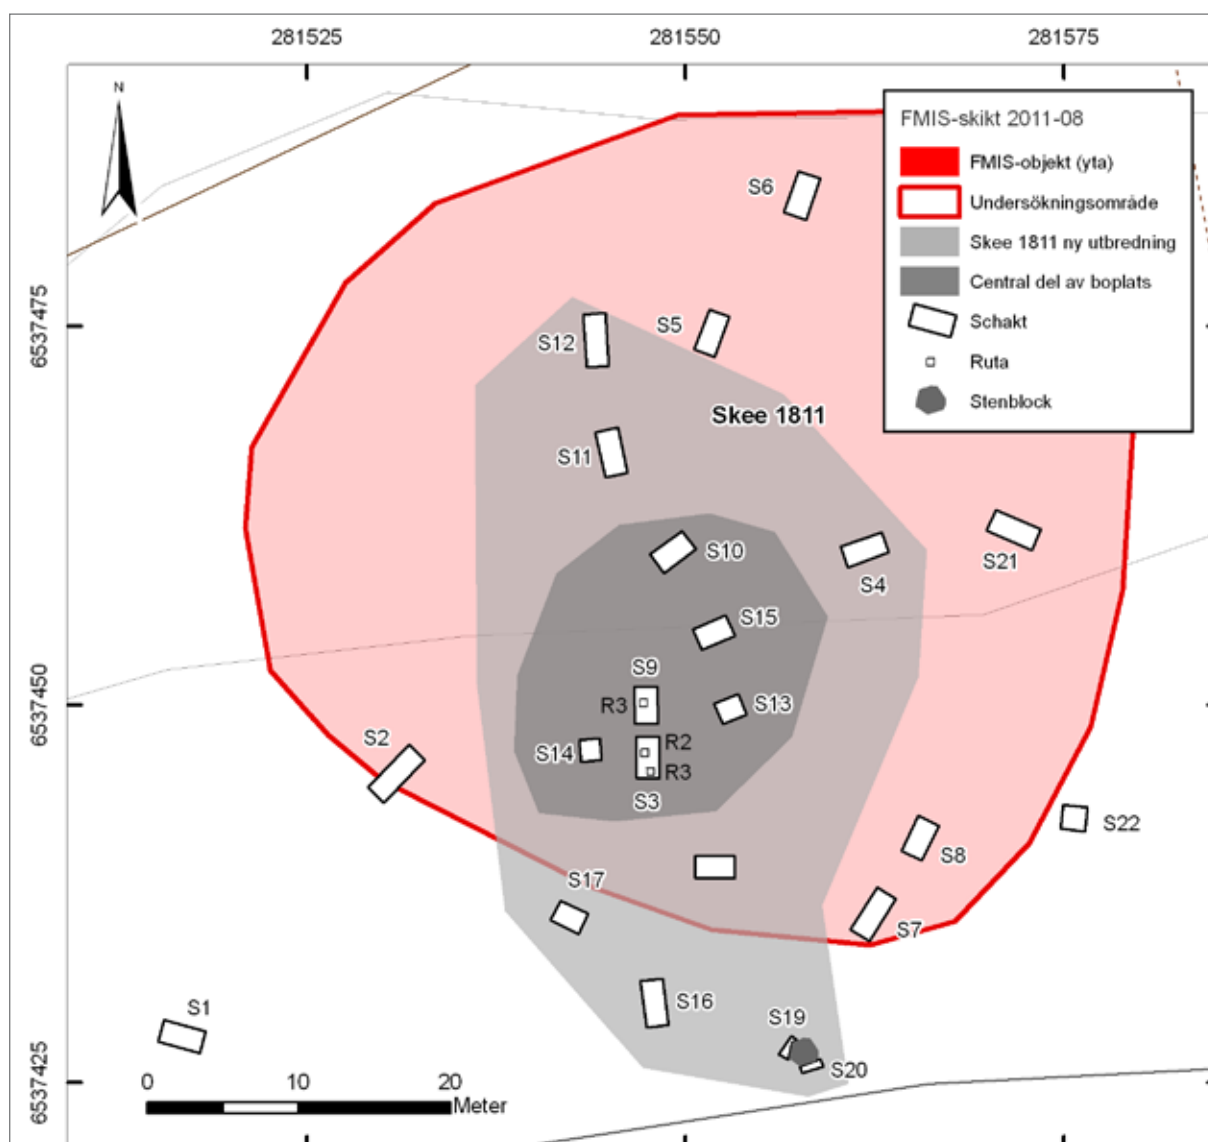 281525
281550
281575
N
FMIS-skikt 2011-08
FMIS-objekt (yta)
Undersökningsområde
Skee 1811 ny utbredning
Central del av boplats
Schakt
Ruta
Stenblock
S6
6537475
S5
S12
Skee 1811
S11
S10
S4
S21
S15
S9
6537450
R3
S13
S2
S14
R2
R3
S3
S22
S8
S17
S7
S16
S1
S19
S20
6537425
0 10 20
Meter